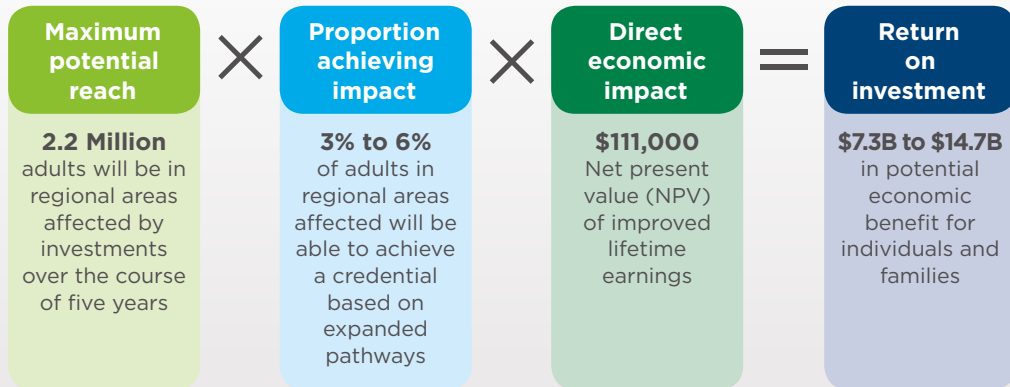 Maximum
potential
reach
2.2 Million
adults will be in
regional areas
affected by
investments
over the course
of five years
×
Proportion
achieving
impact
3% to 6%
of adults in
regional areas
affected will be
able to achieve
a credential
based on
expanded
pathways
×
Direct
economic
impact
$111,000
Net present
value (NPV)
of improved
lifetime
earnings
=
Return
on
investment
$7.3B to $14.7B
in potential
economic
benefit for
individuals and
families